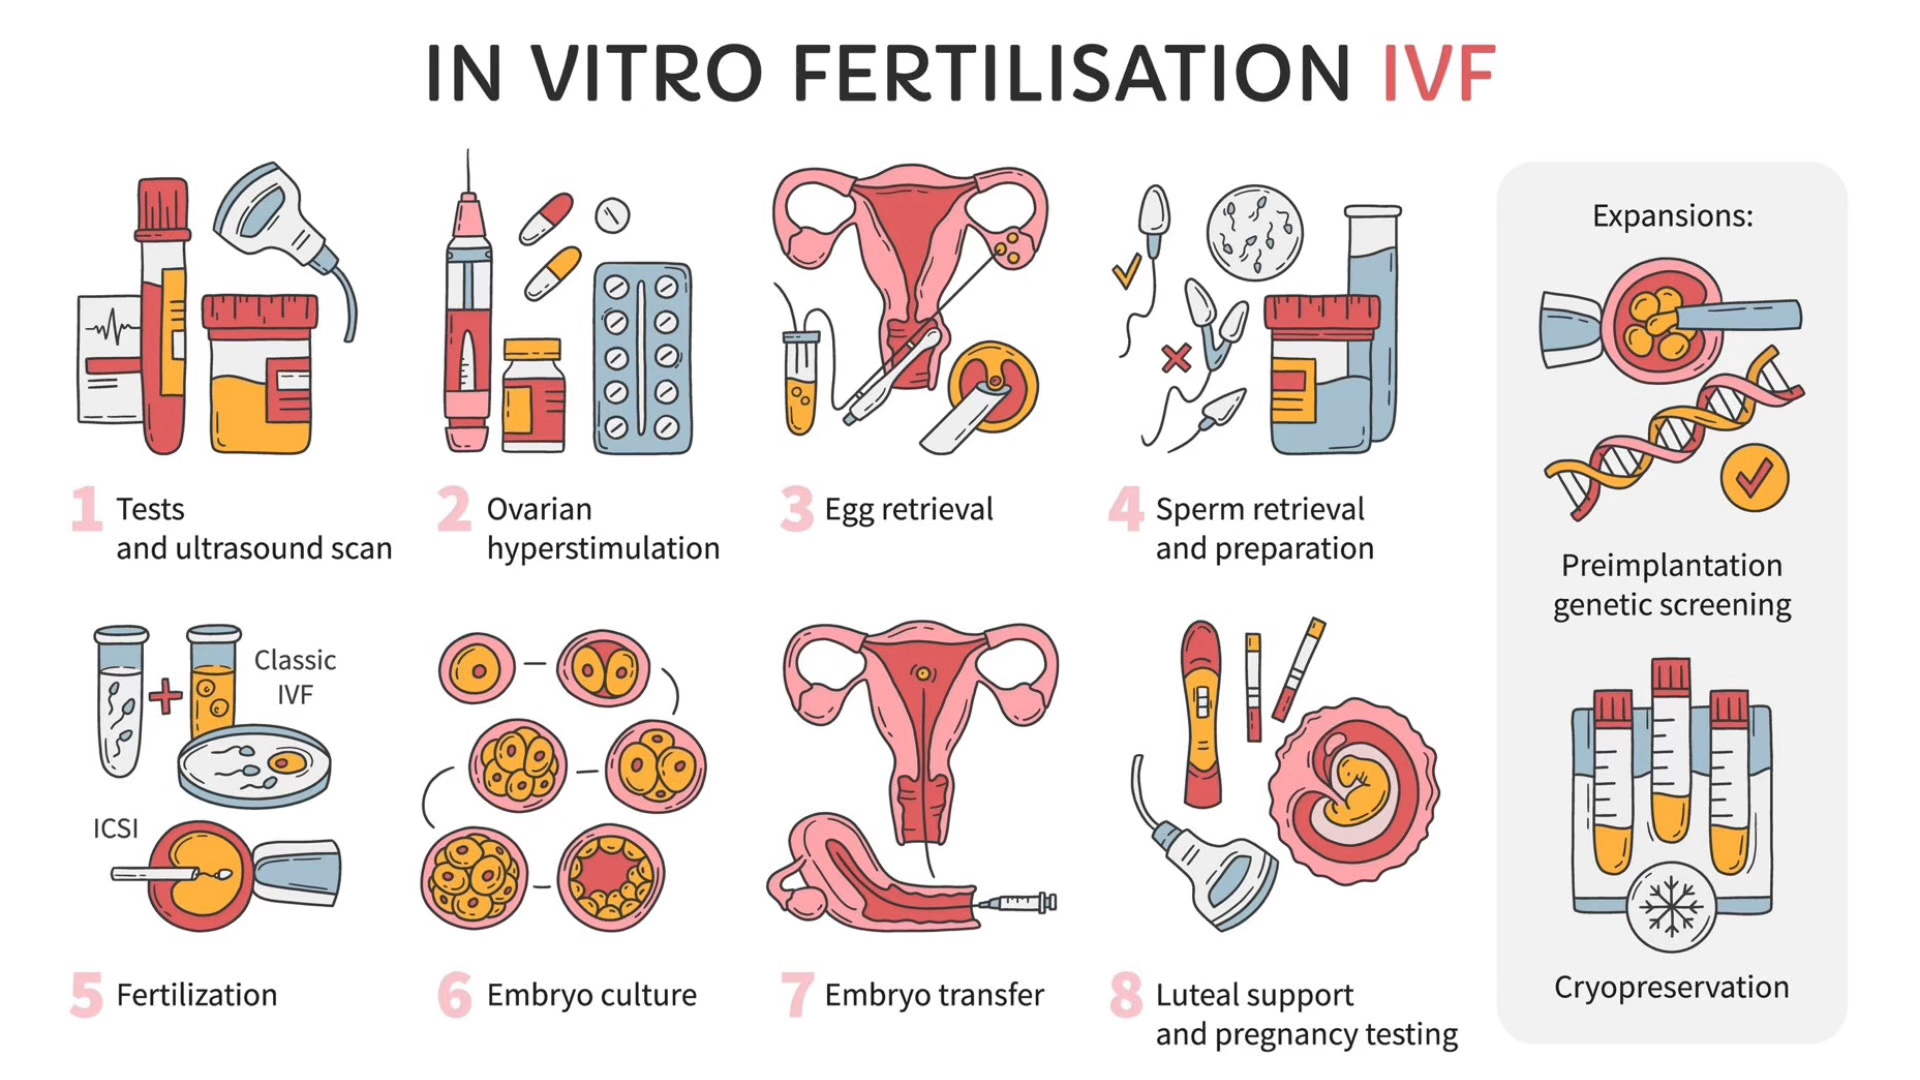 IN VITRO FERTILISATION IVF
1 Tests
and ultrasound scan
2 Ovarian
hyperstimulation
3 Egg retrieval
4 Sperm retrieval
and preparation
Classic
IVF
ICSI
5 Fertilization
6 Embryo culture
7 Embryo transfer
8 Luteal support
and pregnancy testing
Expansions:
Preimplantation
genetic screening
Cryopreservation